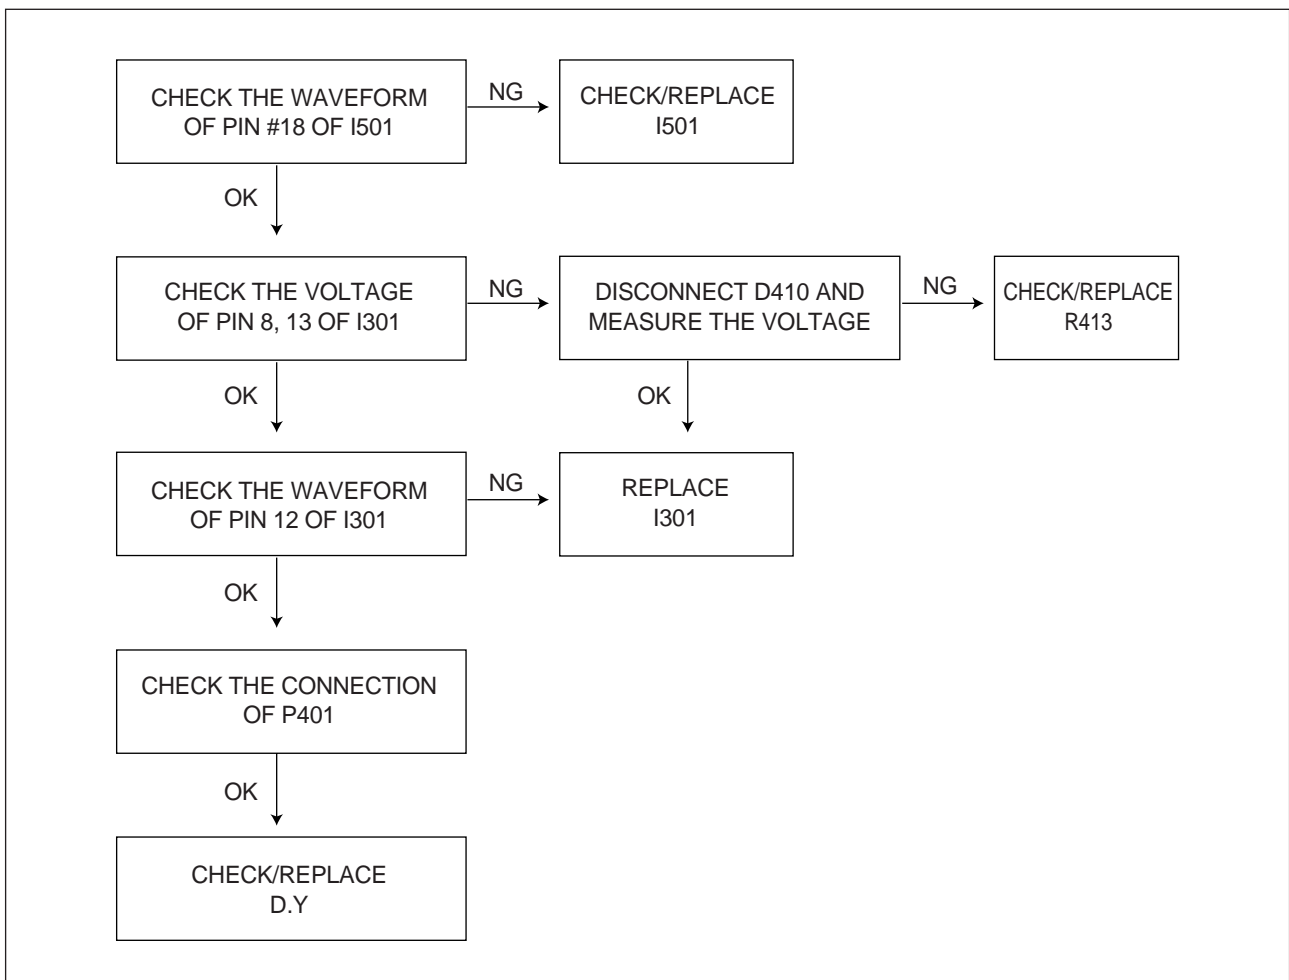 CHECK THE WAVEFORM
OF PIN #18 OF I501
NG
CHECK/REPLACE
I501
OK
CHECK THE VOLTAGE
OF PIN 8, 13 OF I301
NG
DISCONNECT D410 AND
MEASURE THE VOLTAGE
NG
CHECK/REPLACE
R413
OK
OK
CHECK THE WAVEFORM
OF PIN 12 OF I301
NG
REPLACE
I301
OK
CHECK THE CONNECTION
OF P401
OK
CHECK/REPLACE
D.Y